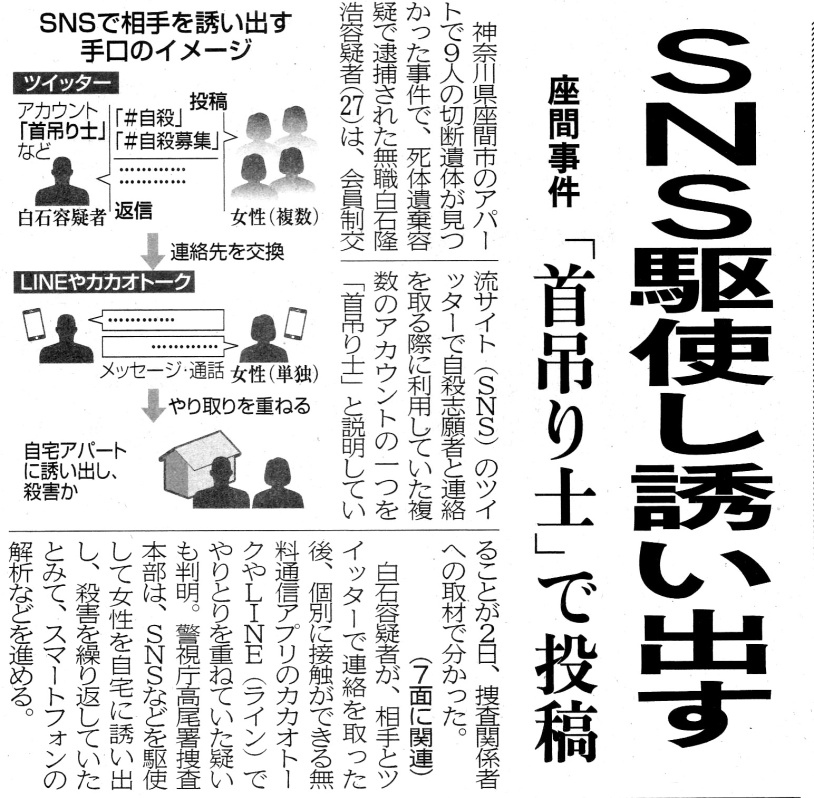 SNS駆使し誘い出す
座間事件
「首吊り士」で投稿
神奈川県座間市のアパー
トで9人の切断遺体が見つ
かった事件で、死体遺棄容
疑で逮捕された無職白石隆
浩容疑者(27)は、会員制交
流サイト(SNS)のツイ
ッターで自殺志願者と連絡
を取る際に利用していた複
数のアカウントの一つを
「首吊り士」と説明してい
ることが2日、捜査関係者
への取材で分かった。
(7面に関連)
白石容疑者が、相手とツ
イッターで連絡を取った
後、個別に接触ができる無
料通信アプリのカカオトー
クやLINE(ライン)で
やりとりを重ねていた疑い
も判明。警視庁高尾署捜査
本部は、SNSなどを駆使
して女性を自宅に誘い出
し、殺害を繰り返していた
とみて、スマートフォンの
解析などを進める。
SNSで相手を誘い出す
手口のイメージ
ツイッター
アカウント
「首吊り士」
など
投稿
「#自殺」
「#自殺募集」
…………
…………
白石容疑者
返信
女性(複数)
連絡先を交換
LINEやカカオトーク
…………
…………
メッセージ・通話
女性(単独)
やり取りを重ねる
自宅アパート
に誘い出し、
殺害か